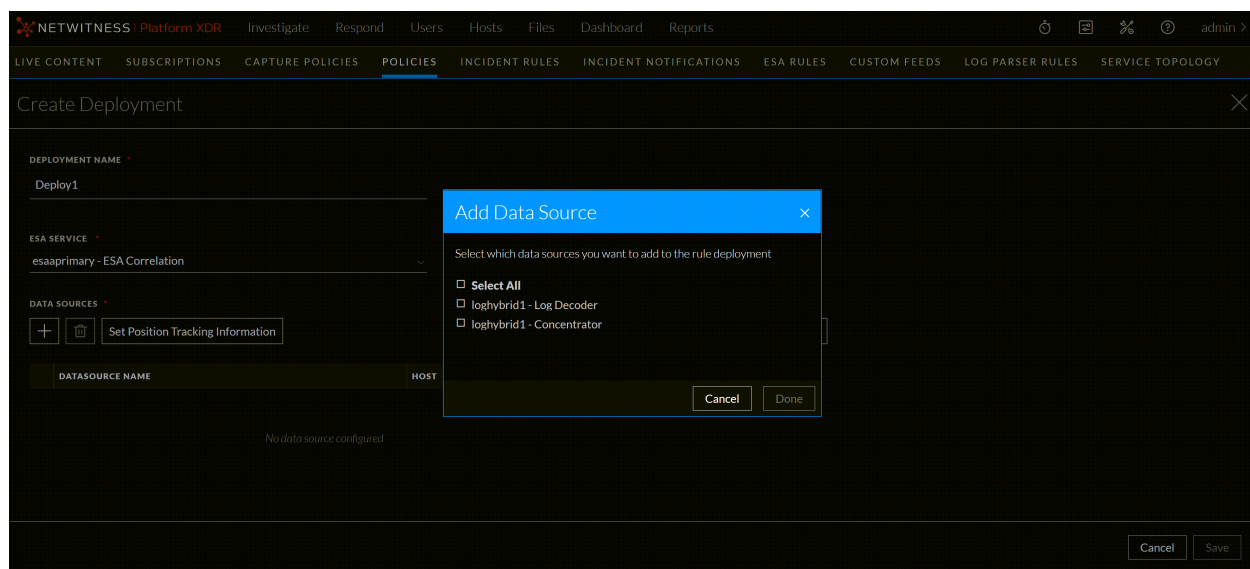 NETWITNESS Platform XDR Investigate Respond Users Hosts Files Dashboard Reports admin >
LIVE CONTENT SUBSCRIPTIONS CAPTURE POLICIES POLICIES INCIDENT RULES INCIDENT NOTIFICATIONS ESA RULES CUSTOM FEEDS LOG PARSER RULES SERVICE TOPOLOGY
Create Deployment
DEPLOYMENT NAME *
Deploy1
ESA SERVICE *
esaaprimary - ESA Correlation
DATA SOURCES *
Set Position Tracking Information
DATASOURCE NAME HOST
No data source configured
Add Data Source
Select which data sources you want to add to the rule deployment
Select All
loghybrid1 - Log Decoder
loghybrid1 - Concentrator
Cancel Done
Cancel Save